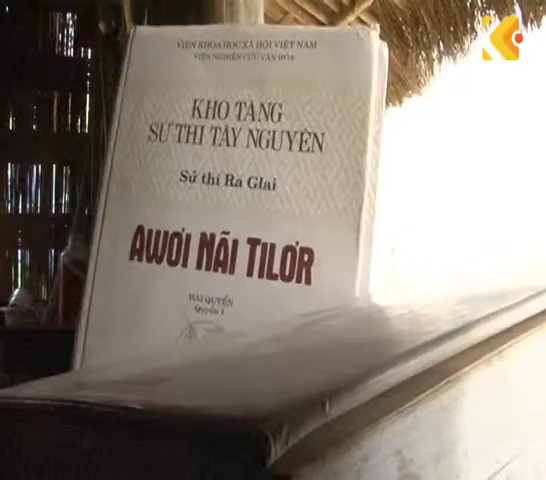 VIỆN KHOA HỌC XÃ HỘI VIỆT NAM
VIỆN NGHIÊN CỨU VĂN HÓA
KHO TÀNG
SỬ THI TÂY NGUYÊN
Sử thi Ra Glai
AWƠI NÃI TILƠR
HAI QUYỂN
QUYỂN I